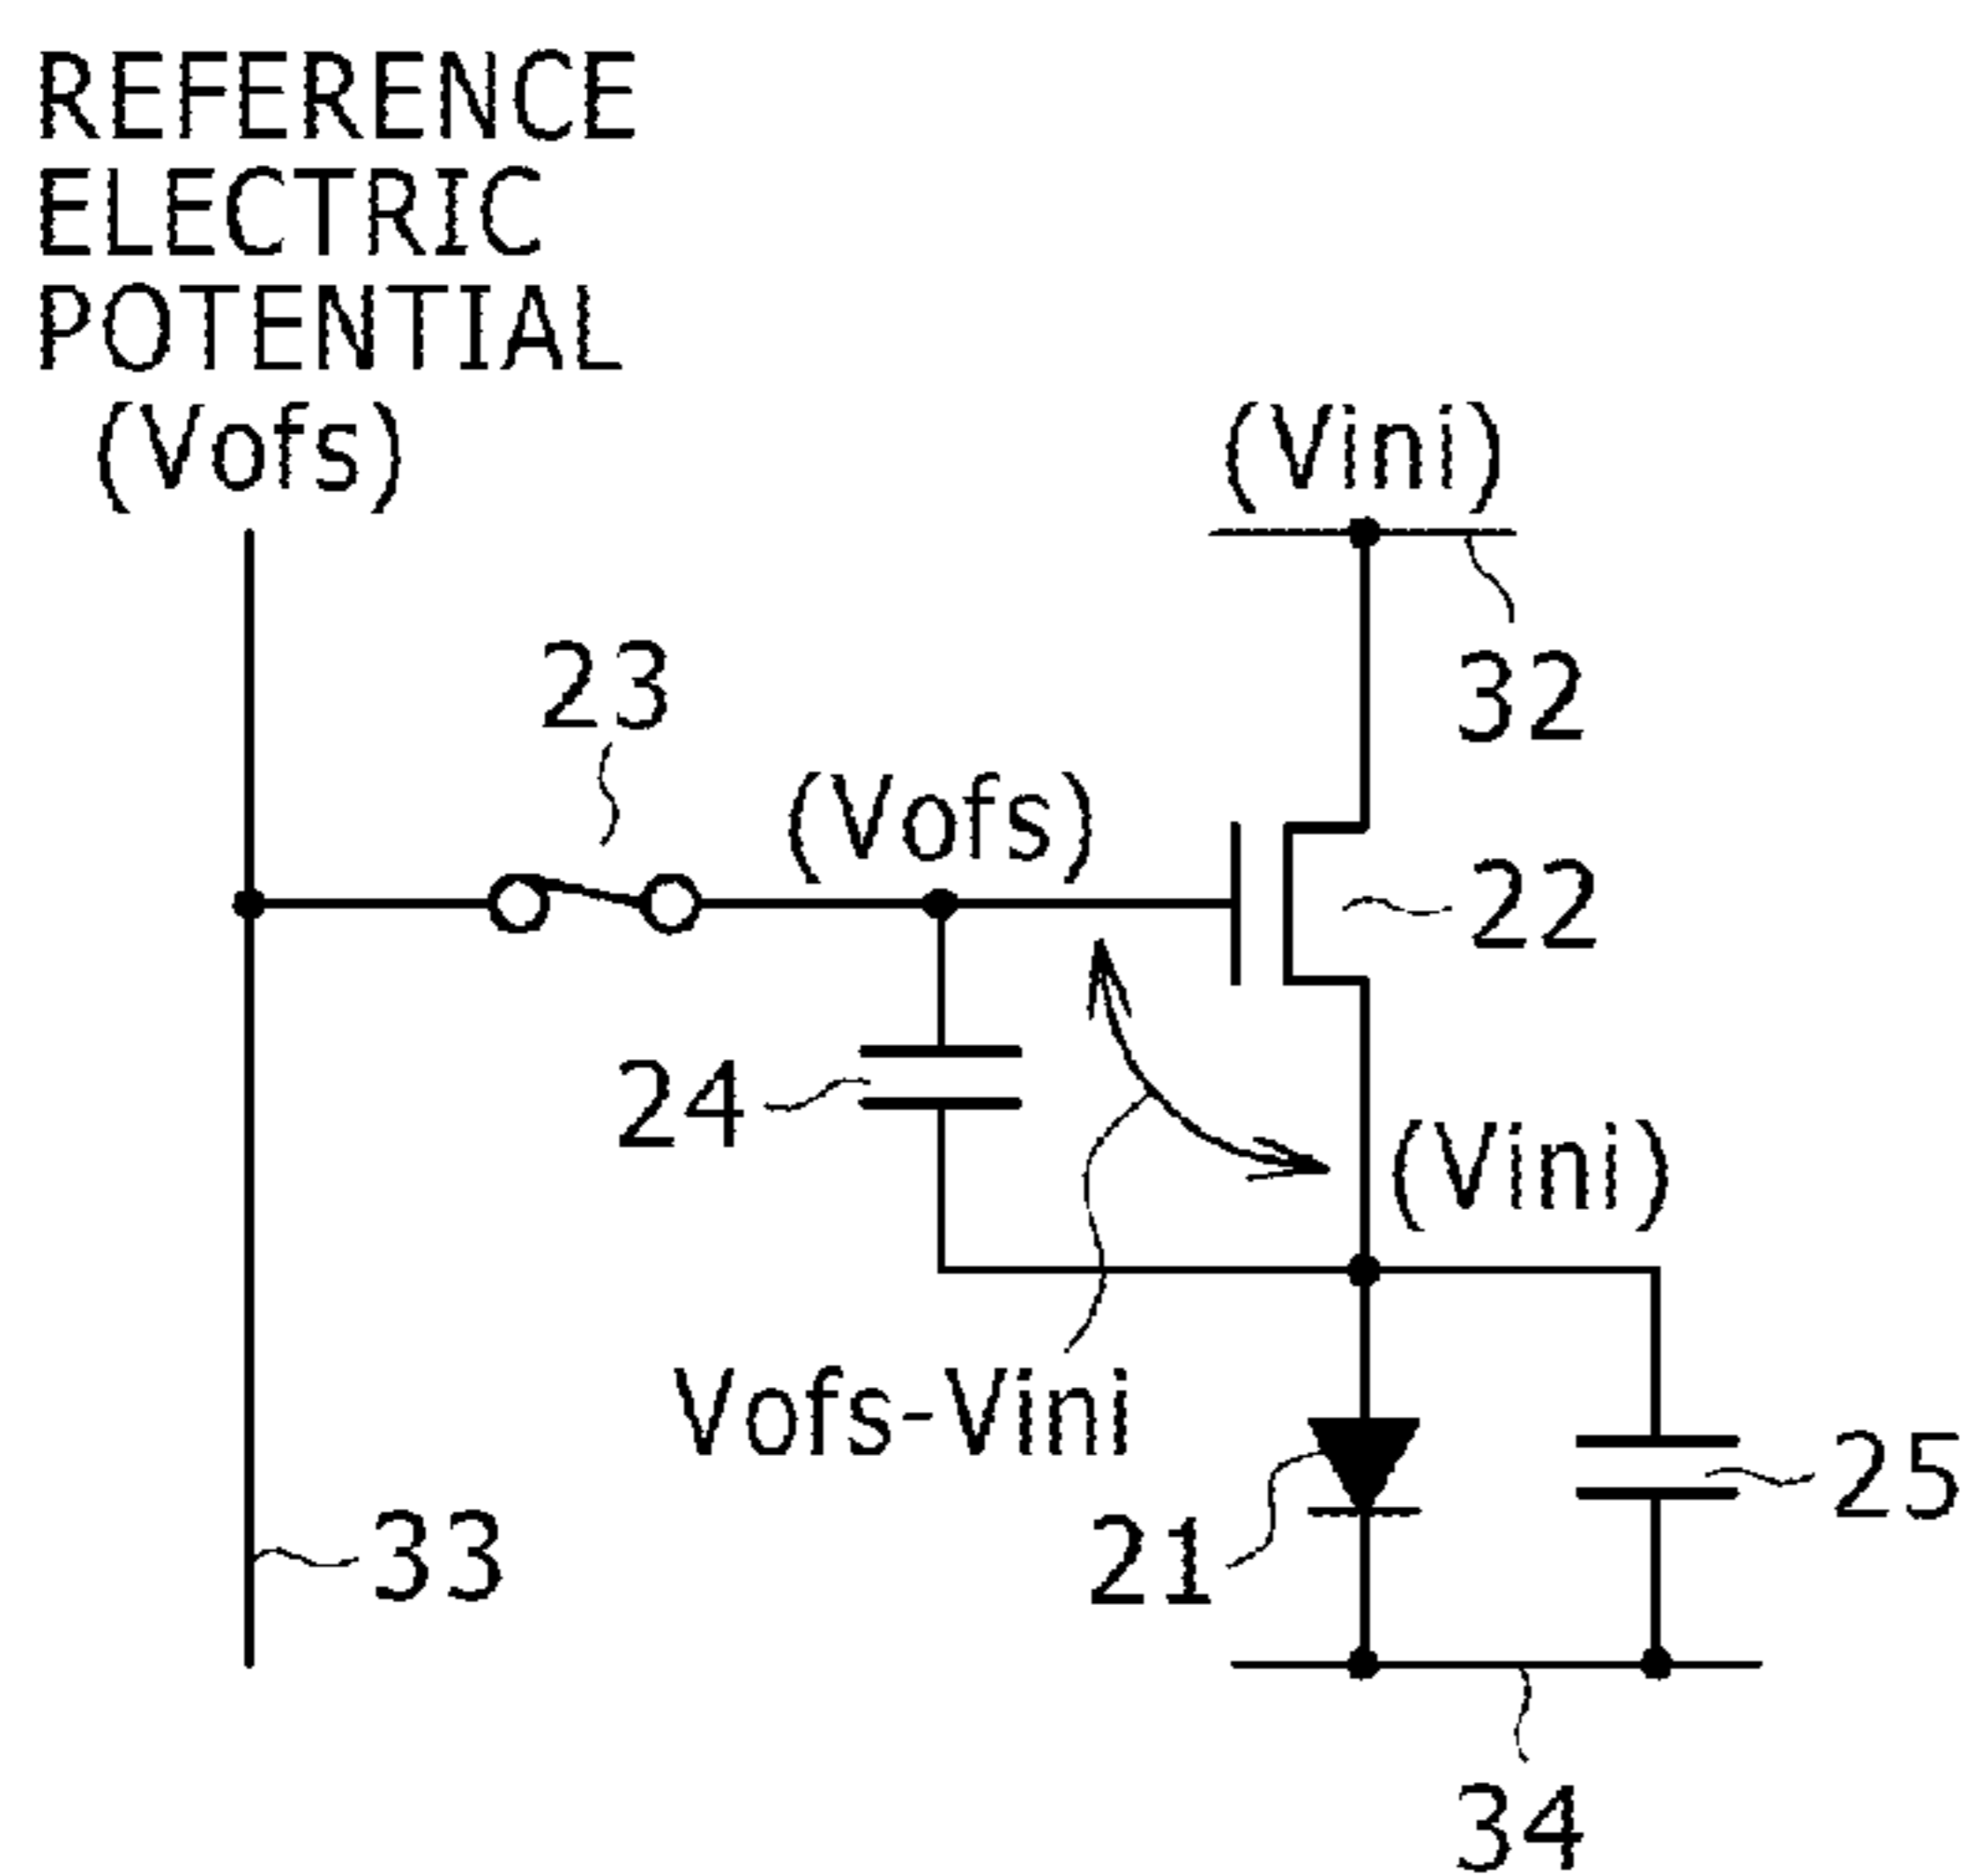 REFERENCE
ELECTRIC
POTENTIAL
(Vofs)
(Vini)
32
23
(Vofs)
22
24
(Vini)
Vofs-Vini
21
25
33
34